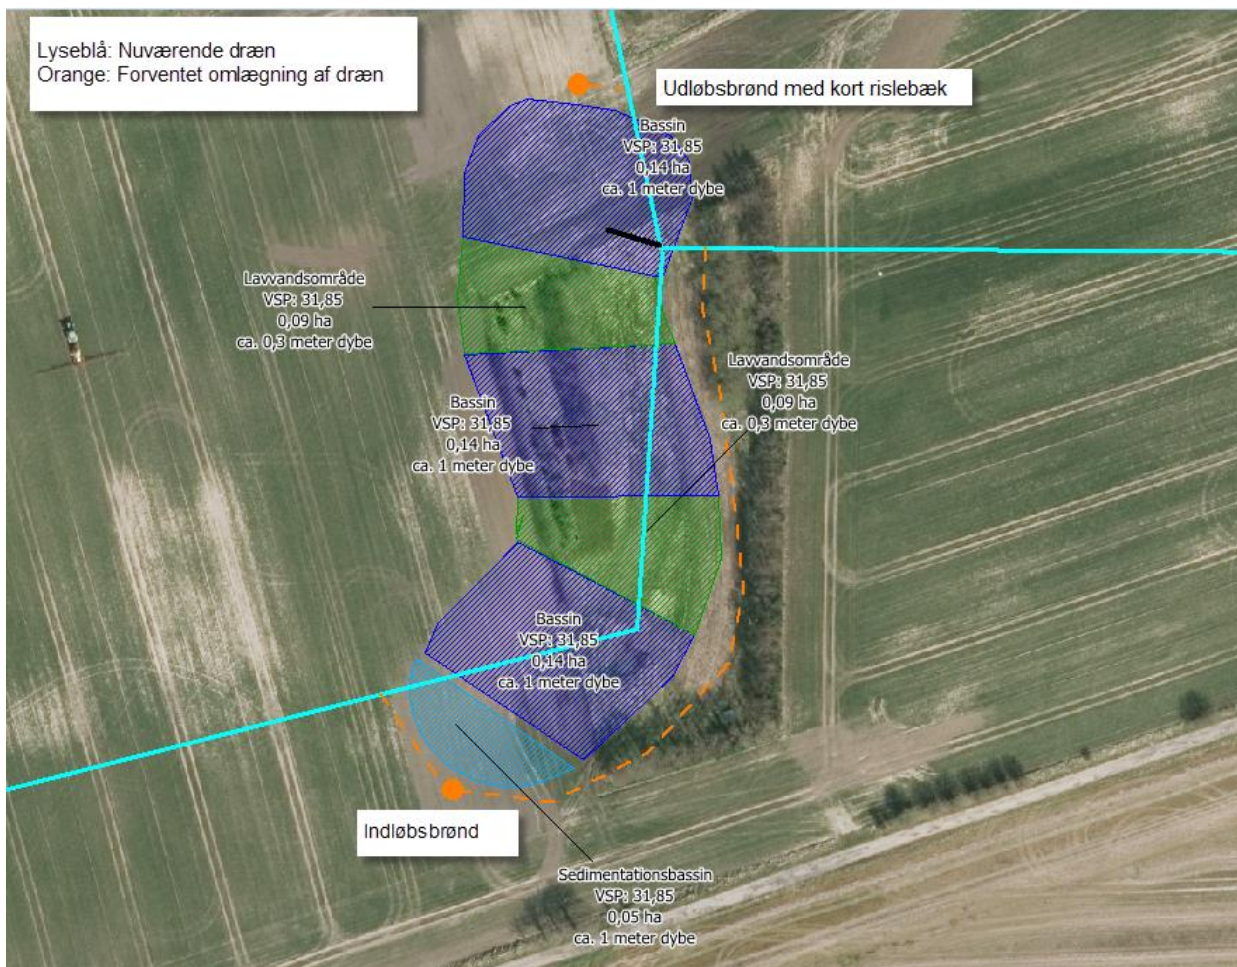 Lyseblå: Nuværende dræn
Orange: Forventet omlægning af dræn
Udløbsbrønd med kort rislebæk
Bassin
VSP: 31,85
0,14 ha
ca. 1 meter dybe
Lavvandsområde
VSP: 31,85
0,09 ha
ca. 0,3 meter dybe
Lavvandsområde
VSP: 31,85
0,09 ha
ca. 0,3 meter dybe
Bassin
VSP: 31,85
0,14 ha
ca. 1 meter dybe
Bassin
VSP: 31,85
0,14 ha
ca. 1 meter dybe
Indløbsbrønd
Sedimentationsbassin
VSP: 31,85
0,05 ha
ca. 1 meter dybe